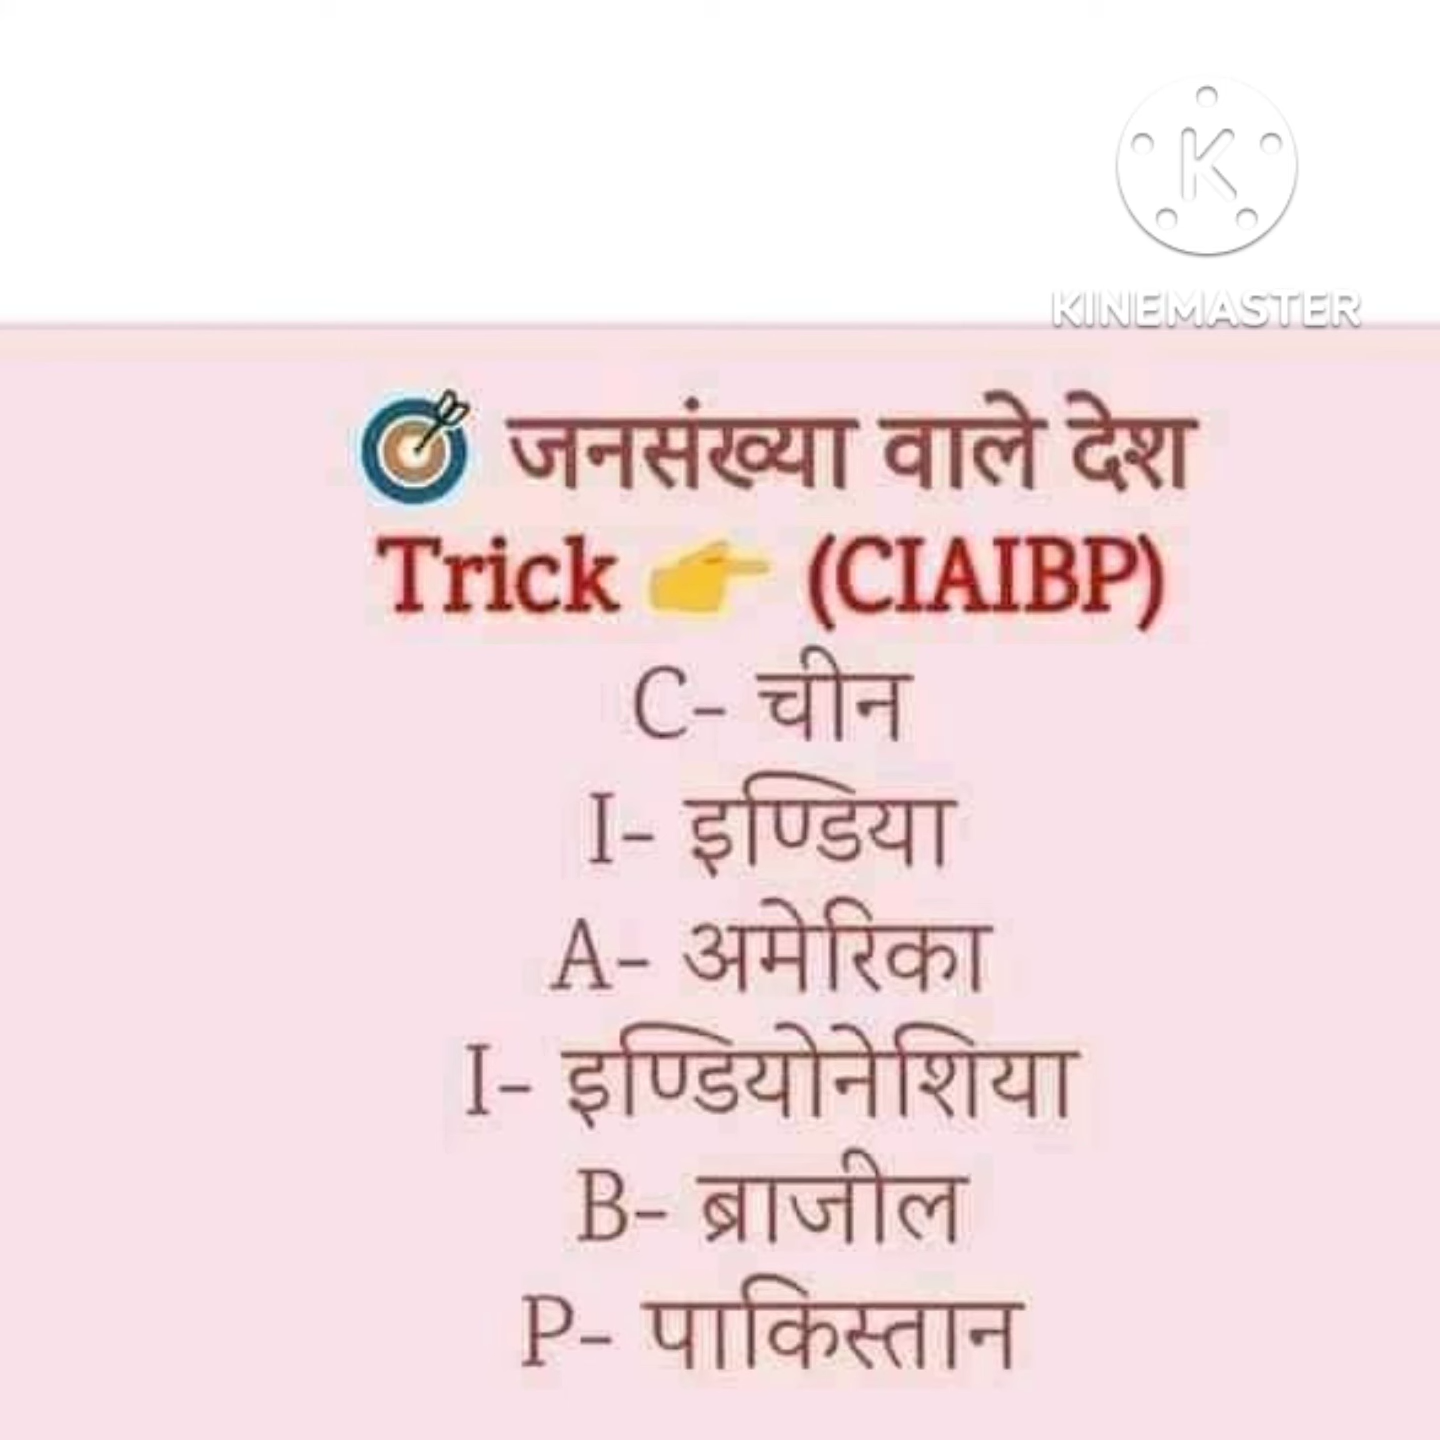 K
KINEMASTER
जनसंख्या वाले देश
Trick 👉 (CIAIBP)
C- चीन
I- इण्डिया
A- अमेरिका
I- इण्डियोनेशिया
B- ब्राजील
P- पाकिस्तान